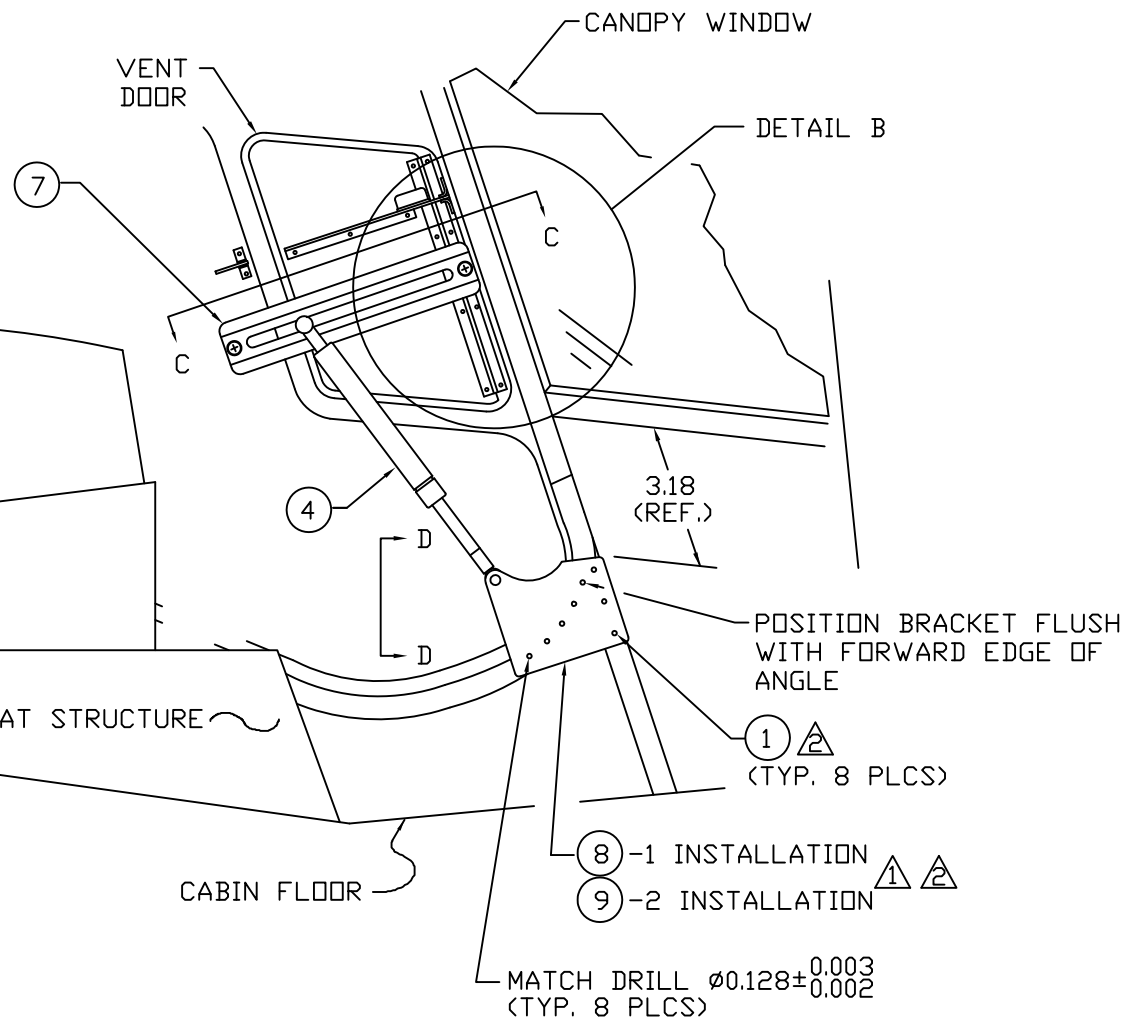 CANOPY WINDOW
VENT
DOOR
DETAIL B
7
C
C
3.18
(REF.)
4
D
D
POSITION BRACKET FLUSH
WITH FORWARD EDGE OF
ANGLE
AT STRUCTURE
1 2
(TYP. 8 PLCS)
8 -1 INSTALLATION
1 2
9 -2 INSTALLATION
CABIN FLOOR
MATCH DRILL ø0.128±0.003
0.002
(TYP. 8 PLCS)